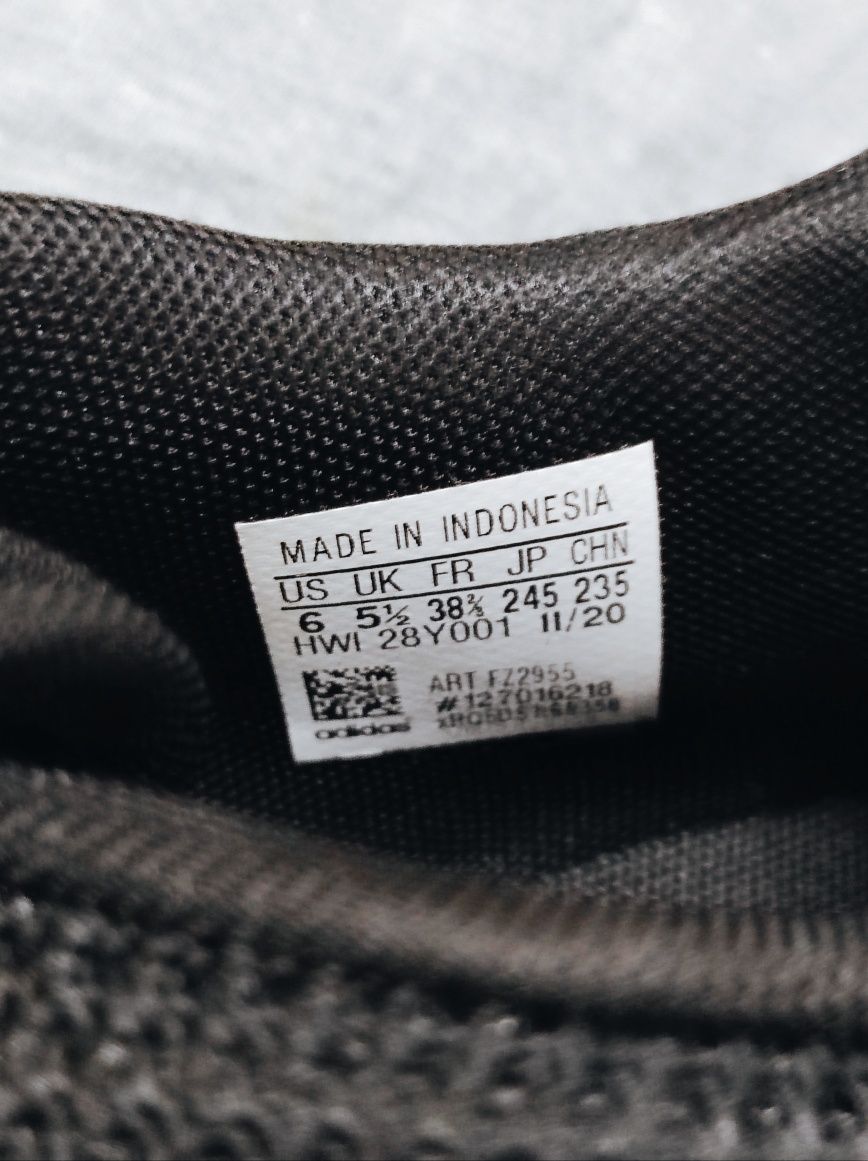 MADE IN INDONESIA
US UK FR JP CHN
6 5½ 38⅔ 245 235
HWI 28Y001 11/20
ART FZ2955
#127016218
adidas